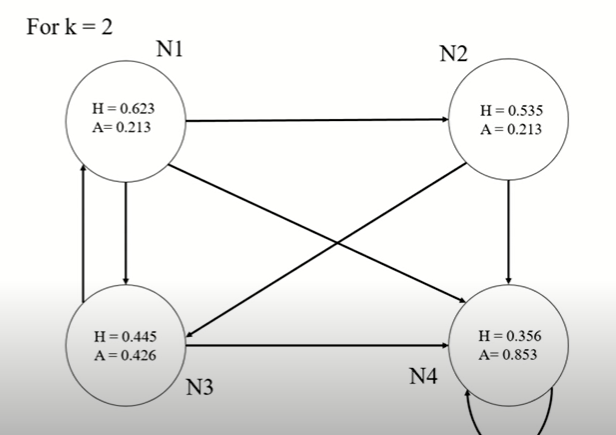 For k = 2
N1
N2
H = 0.623
A= 0.213
H = 0.535
A = 0.213
H = 0.445
A = 0.426
H = 0.356
A= 0.853
N3
N4